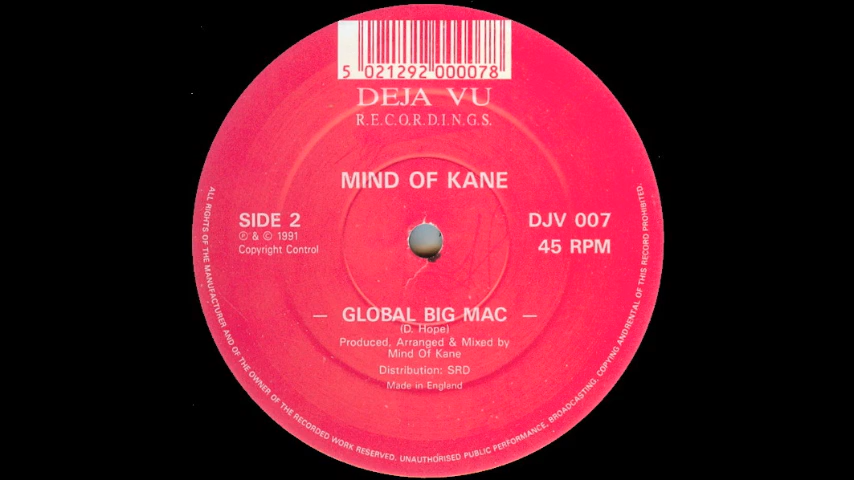 5 021292 000078
DEJA VU
R.E.C.O.R.D.I.N.G.S.
MIND OF KANE
SIDE 2
℗ & © 1991
Copyright Control
DJV 007
45 RPM
— GLOBAL BIG MAC —
(D. Hope)
Produced, Arranged & Mixed by
Mind Of Kane
Distribution: SRD
Made in England
ALL RIGHTS OF THE MANUFACTURER AND OF THE OWNER OF THE RECORDED WORK RESERVED. UNAUTHORISED PUBLIC PERFORMANCE, BROADCASTING, COPYING AND RENTAL OF THIS RECORD PROHIBITED.